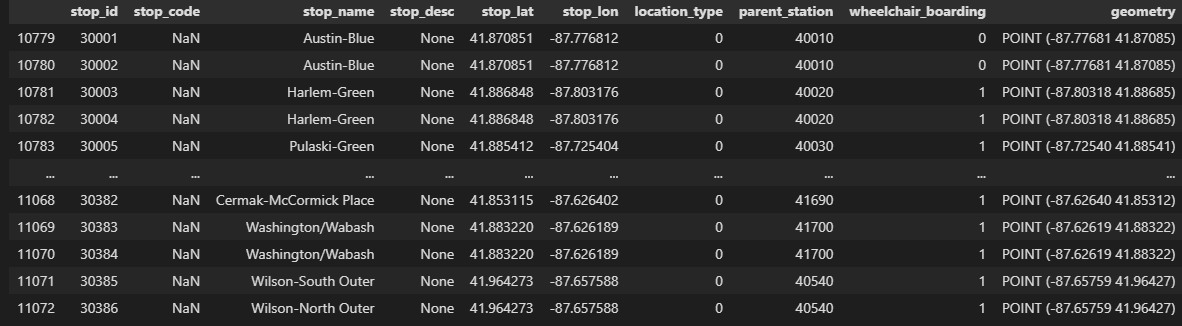 stop_id stop_code stop_name stop_desc stop_lat stop_lon location_type parent_station wheelchair_boarding geometry
10779 30001 NaN Austin-Blue None 41.870851 -87.776812 0 40010 0 POINT (-87.77681 41.87085)
10780 30002 NaN Austin-Blue None 41.870851 -87.776812 0 40010 0 POINT (-87.77681 41.87085)
10781 30003 NaN Harlem-Green None 41.886848 -87.803176 0 40020 1 POINT (-87.80318 41.88685)
10782 30004 NaN Harlem-Green None 41.886848 -87.803176 0 40020 1 POINT (-87.80318 41.88685)
10783 30005 NaN Pulaski-Green None 41.885412 -87.725404 0 40030 1 POINT (-87.72540 41.88541)
... ... ... ... ... ... ... ... ... ... ...
11068 30382 NaN Cermak-McCormick Place None 41.853115 -87.626402 0 41690 1 POINT (-87.62640 41.85312)
11069 30383 NaN Washington/Wabash None 41.883220 -87.626189 0 41700 1 POINT (-87.62619 41.88322)
11070 30384 NaN Washington/Wabash None 41.883220 -87.626189 0 41700 1 POINT (-87.62619 41.88322)
11071 30385 NaN Wilson-South Outer None 41.964273 -87.657588 0 40540 1 POINT (-87.65759 41.96427)
11072 30386 NaN Wilson-North Outer None 41.964273 -87.657588 0 40540 1 POINT (-87.65759 41.96427)